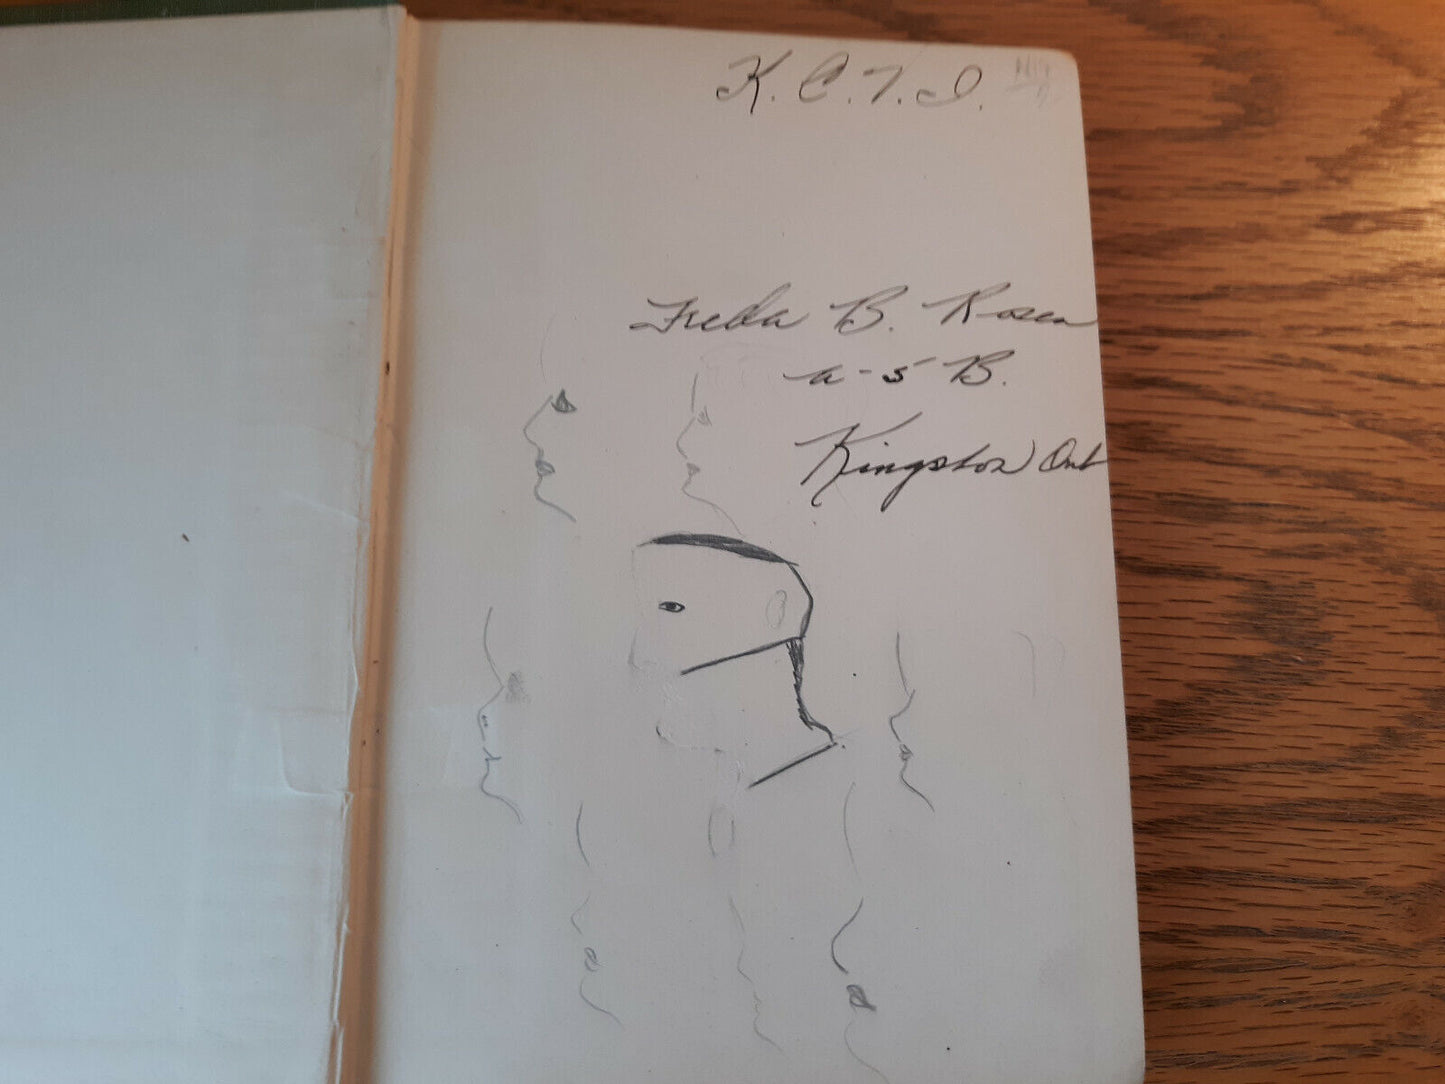 K. C. V. I.
Freda B. Rosen
a-5 B.
Kingston Ont